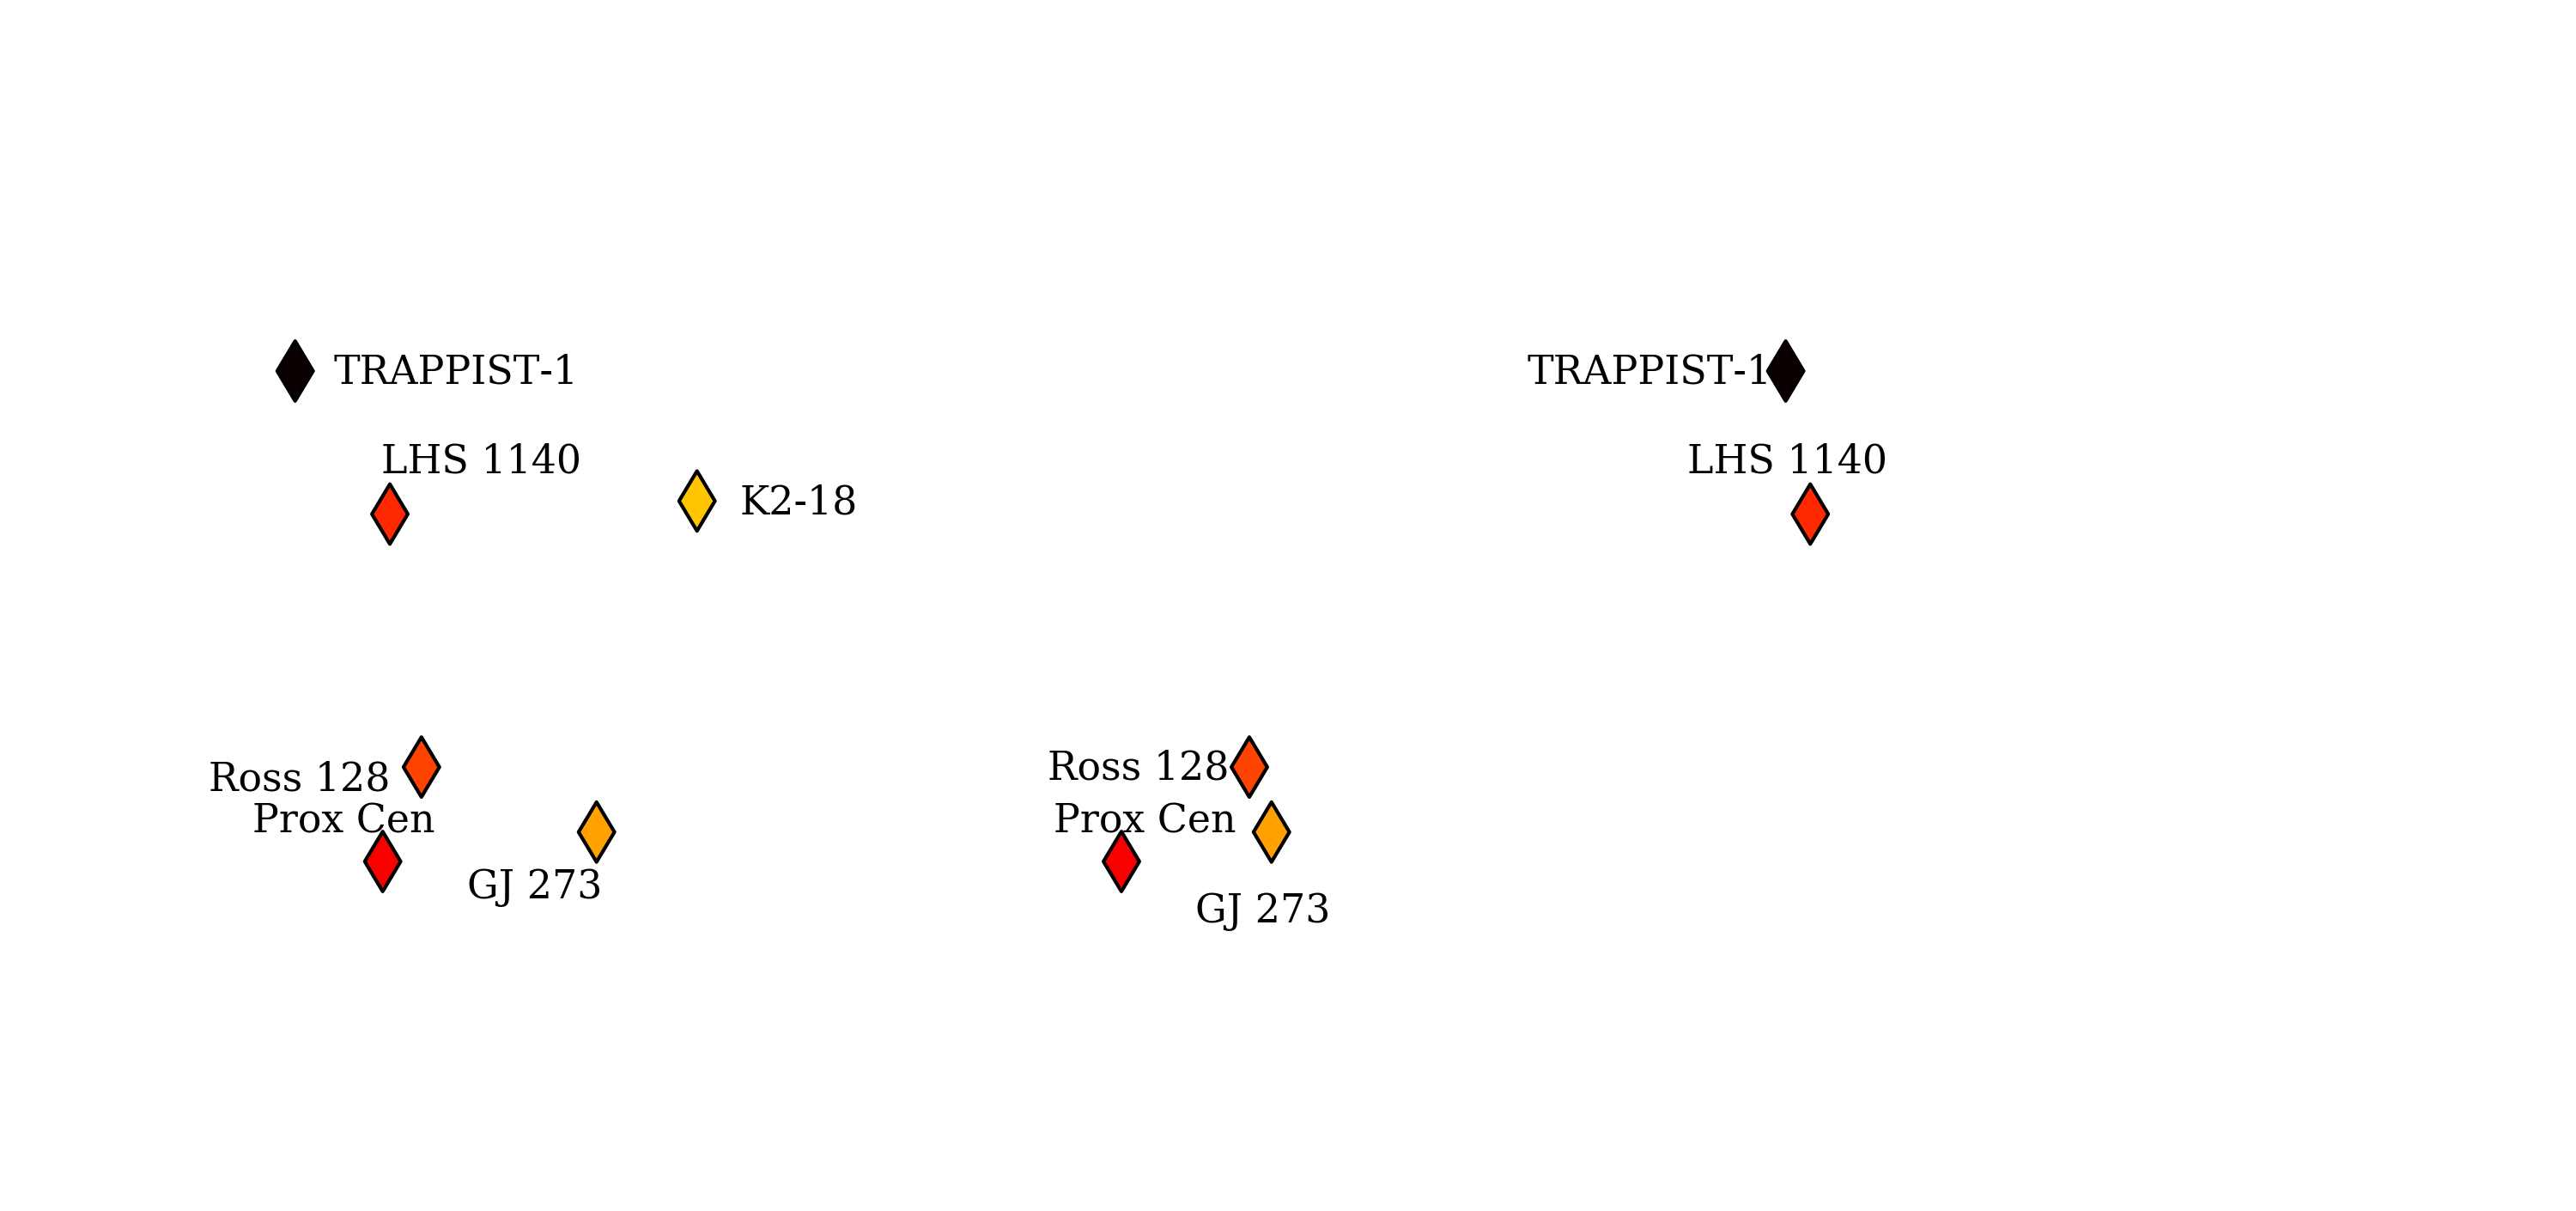 TRAPPIST-1
LHS 1140
K2-18
Ross 128
Prox Cen
GJ 273
Ross 128
Prox Cen
GJ 273
TRAPPIST-1
LHS 1140